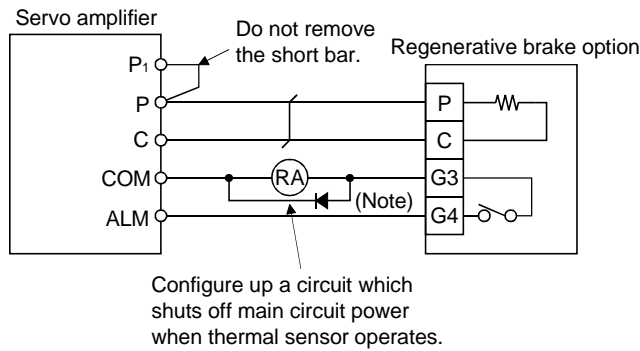 Servo amplifier
Do not remove
the short bar.
Regenerative brake option
P₁
P
P
C
C
COM
RA
G3
(Note)
ALM
G4
Configure up a circuit which
shuts off main circuit power
when thermal sensor operates.